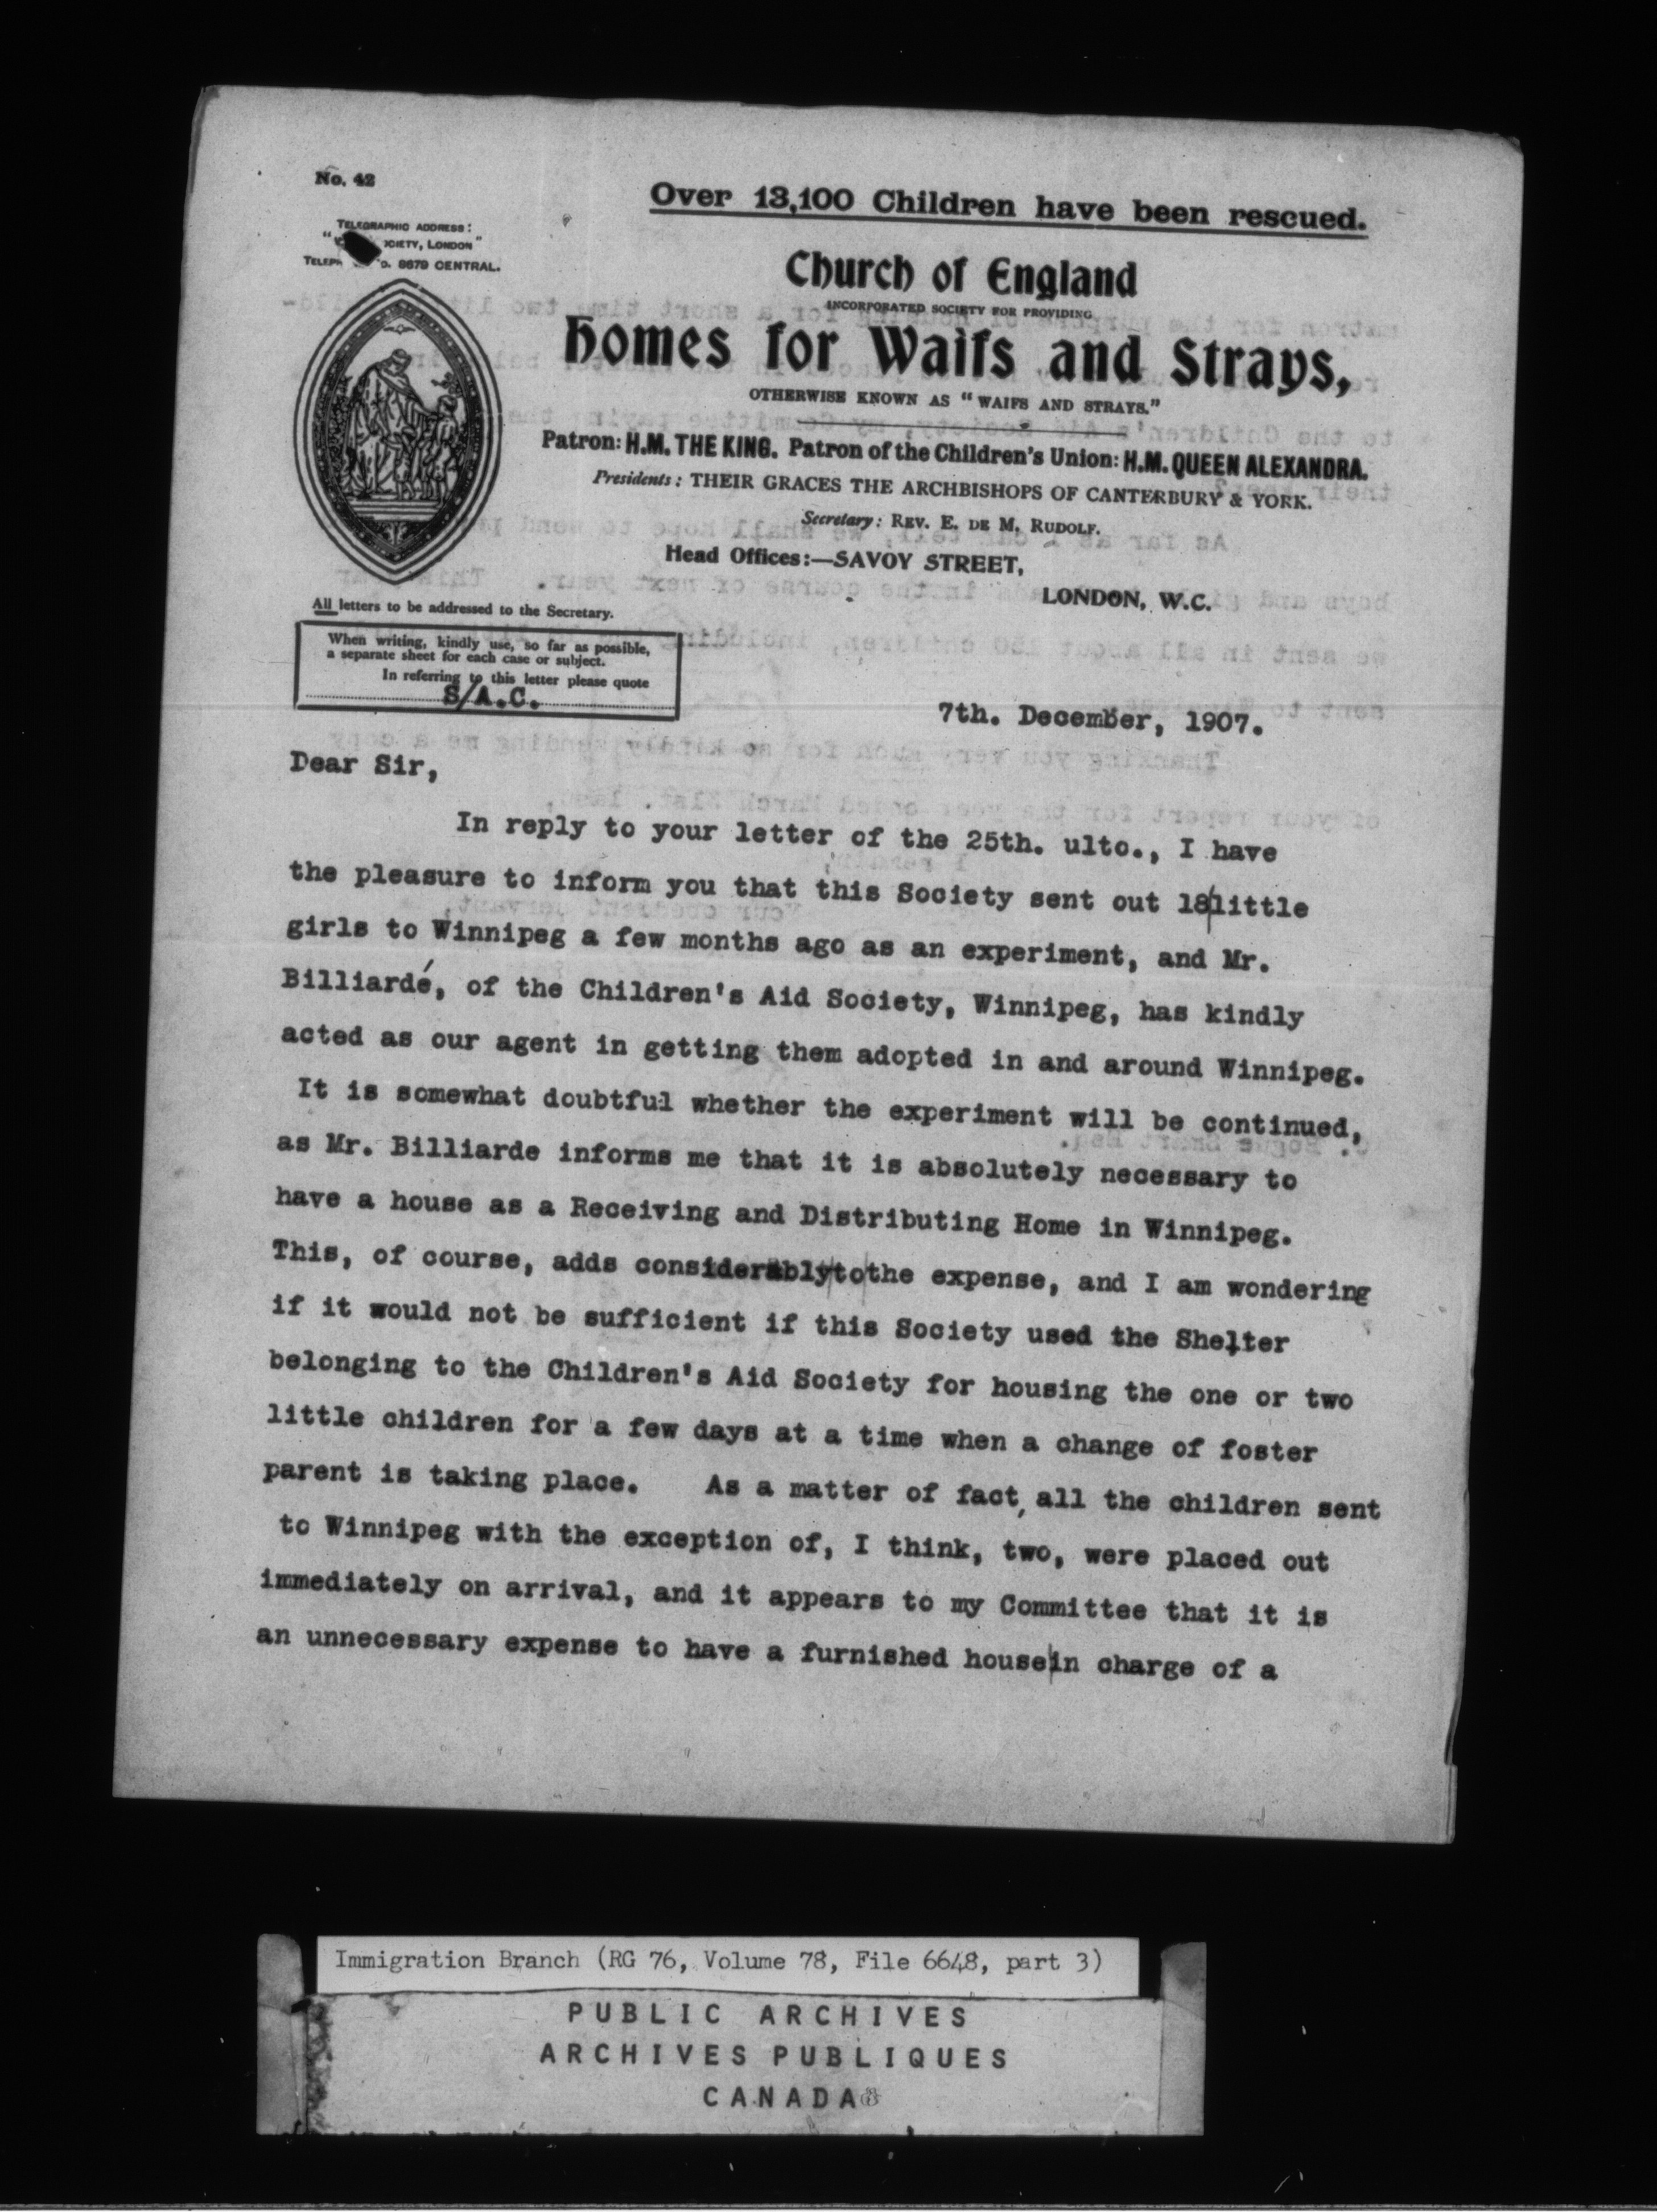 No. 42
Over 13,100 Children have been rescued.
TELEGRAPHIC ADDRESS:
LONDON"
8679 CENTRAL.
Church of England
INCORPORATED SOCIETY FOR PROVIDING
Homes for Waifs and Strays,
OTHERWISE KNOWN AS "WAIFS AND STRAYS."
Patron: H.M. THE KING. Patron of the Children's Union: H.M. QUEEN ALEXANDRA.
Presidents: THEIR GRACES THE ARCHBISHOPS OF CANTERBURY & YORK.
Secretary: REV. E. DE M. RUDOLF.
Head Offices:—SAVOY STREET,
LONDON, W.C.
All letters to be addressed to the Secretary.
When writing, kindly use, so far as possible,
a separate sheet for each case or subject.
In referring to this letter please quote
S/A.C.
7th. December, 1907.
Dear Sir,
In reply to your letter of the 25th. ulto., I have
the pleasure to inform you that this Society sent out 18|little
girls to Winnipeg a few months ago as an experiment, and Mr.
Billiardé, of the Children's Aid Society, Winnipeg, has kindly
acted as our agent in getting them adopted in and around Winnipeg.
It is somewhat doubtful whether the experiment will be continued,
as Mr. Billiarde informs me that it is absolutely necessary to
have a house as a Receiving and Distributing Home in Winnipeg.
This, of course, adds considerably|to|the expense, and I am wondering
if it would not be sufficient if this Society used the Shelter
belonging to the Children's Aid Society for housing the one or two
little children for a few days at a time when a change of foster
parent is taking place. As a matter of fact, all the children sent
to Winnipeg with the exception of, I think, two, were placed out
immediately on arrival, and it appears to my Committee that it is
an unnecessary expense to have a furnished house|in charge of a
Immigration Branch (RG 76, Volume 78, File 6648, part 3)
PUBLIC ARCHIVES
ARCHIVES PUBLIQUES
CANADA